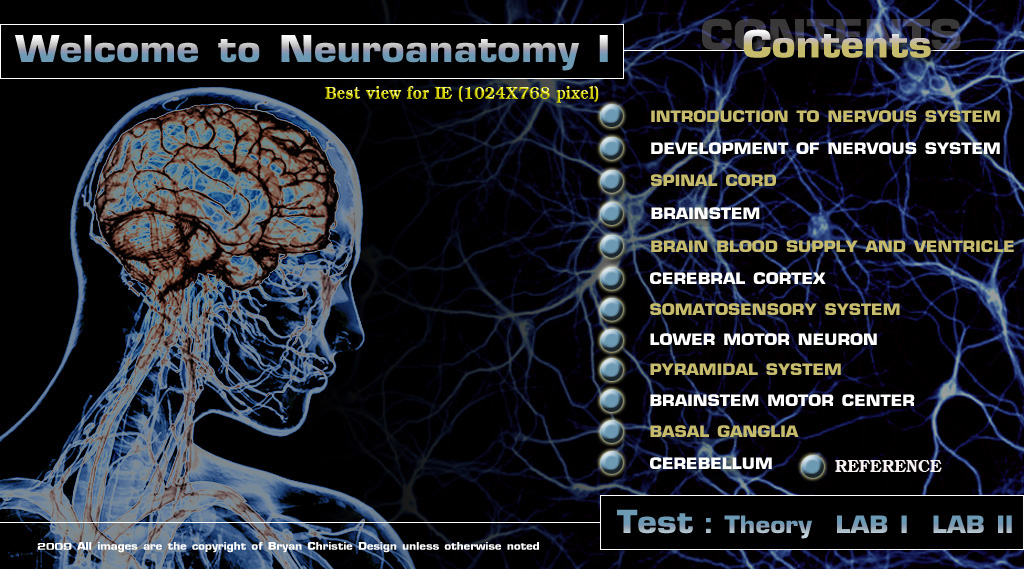 Welcome to Neuroanatomy I
Best view for IE (1024X768 pixel)
CONTENTS
Contents
INTRODUCTION TO NERVOUS SYSTEM
DEVELOPMENT OF NERVOUS SYSTEM
SPINAL CORD
BRAINSTEM
BRAIN BLOOD SUPPLY AND VENTRICLE
CEREBRAL CORTEX
SOMATOSENSORY SYSTEM
LOWER MOTOR NEURON
PYRAMIDAL SYSTEM
BRAINSTEM MOTOR CENTER
BASAL GANGLIA
CEREBELLUM REFERENCE
Test : Theory LAB I LAB II
2009 All images are the copyright of Bryan Christie Design unless otherwise noted